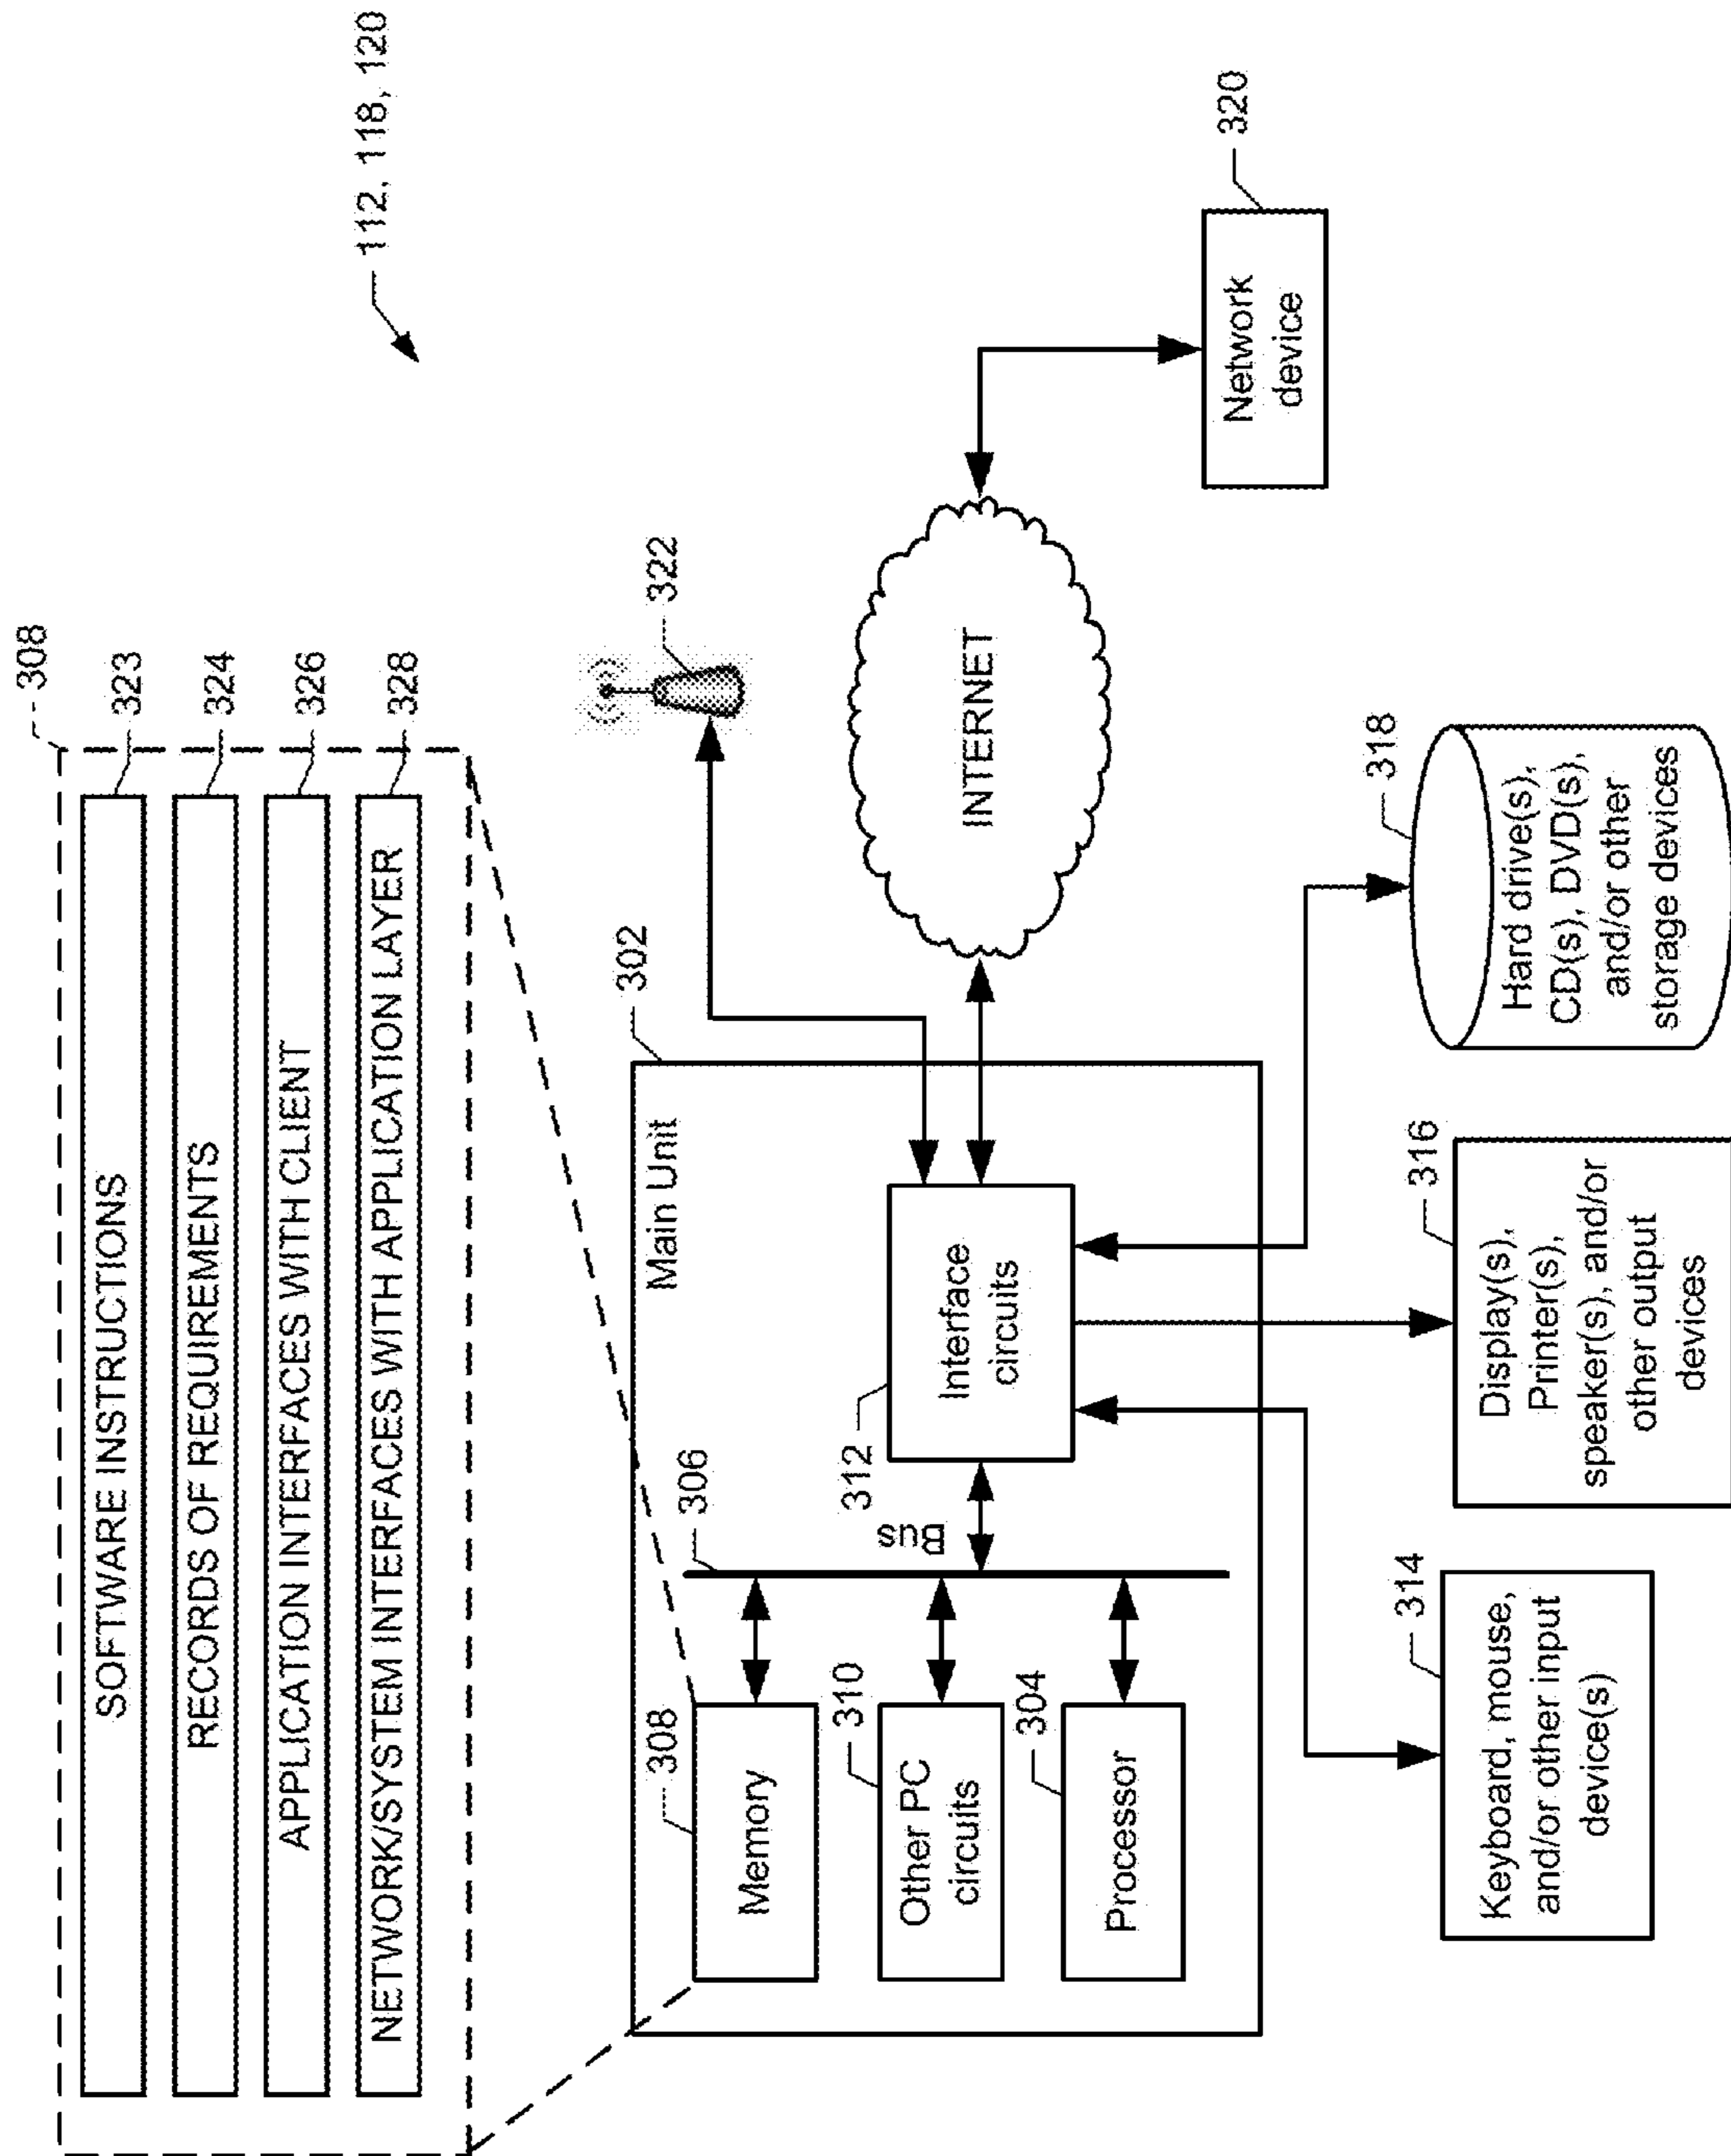 308
SOFTWARE INSTRUCTIONS
323
RECORDS OF REQUIREMENTS
324
APPLICATION INTERFACES WITH CLIENT
326
NETWORK/SYSTEM INTERFACES WITH APPLICATION LAYER
328
112, 118, 120
322
302
Main Unit
308
Memory
306
Bus
310
Other PC
circuits
304
Processor
312
Interface
circuits
INTERNET
320
Network
device
314
Keyboard, mouse,
and/or other input
device(s)
316
Display(s),
Printer(s),
speaker(s), and/or
other output
devices
318
Hard drive(s),
CD(s), DVD(s),
and/or other
storage devices